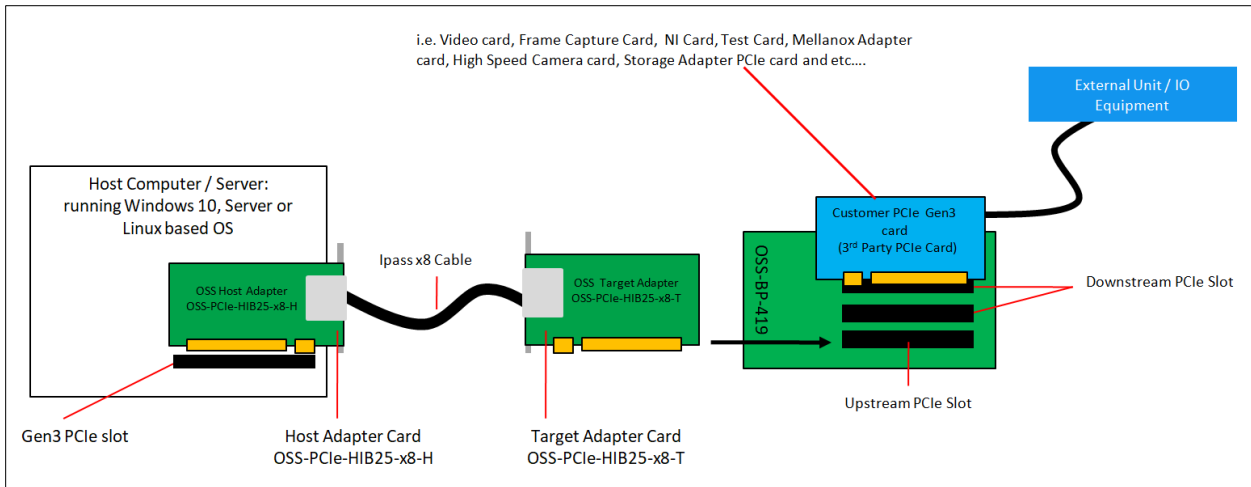 i.e. Video card, Frame Capture Card, NI Card, Test Card, Mellanox Adapter
card, High Speed Camera card, Storage Adapter PCIe card and etc....
External Unit / IO
Equipment
Host Computer / Server:
running Windows 10, Server or
Linux based OS
Customer PCIe Gen3
card
(3rd Party PCIe Card)
Ipass x8 Cable
OSS Host Adapter
OSS-PCIe-HIB25-x8-H
OSS Target Adapter
OSS-PCIe-HIB25-x8-T
OSS-BP-419
Downstream PCIe Slot
Upstream PCIe Slot
Gen3 PCIe slot
Host Adapter Card
OSS-PCIe-HIB25-x8-H
Target Adapter Card
OSS-PCIe-HIB25-x8-T